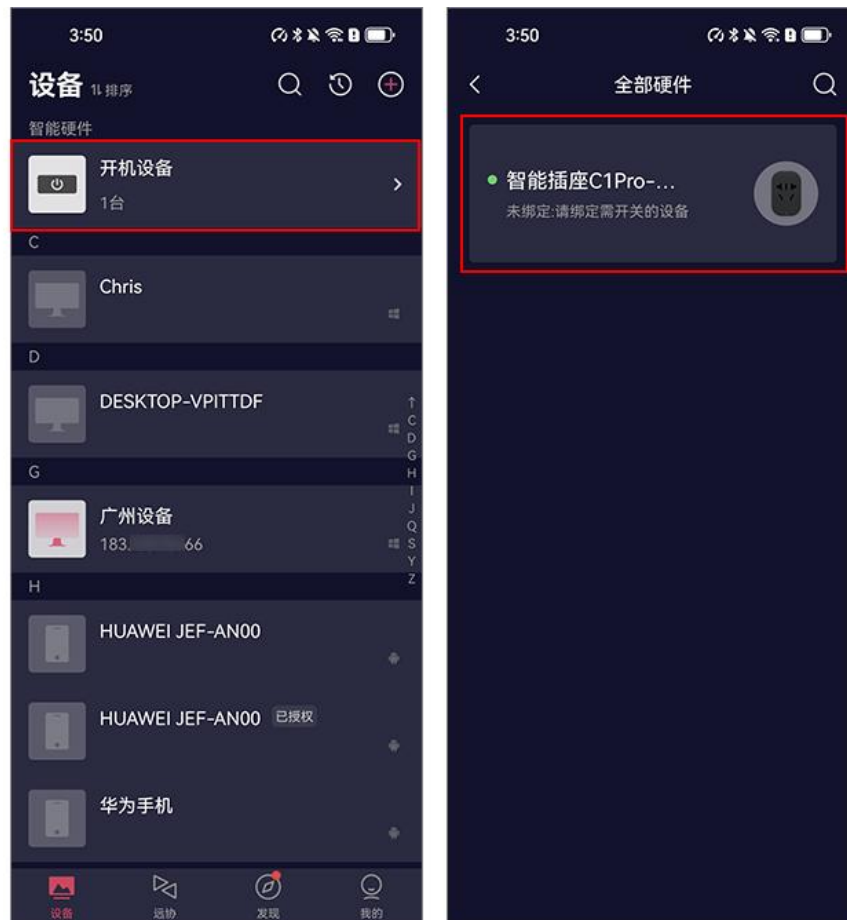 3:50
设备 排序
智能硬件
开机设备
1台
C
Chris
D
DESKTOP-VPITTDF
G
广州设备
183. 66
H
HUAWEI JEF-AN00
HUAWEI JEF-AN00 已授权
华为手机
↑
C
D
G
H
I
J
Q
S
Y
Z
设备 远协 发现 我的
3:50
全部硬件
智能插座C1Pro-...
未绑定:请绑定需开关的设备